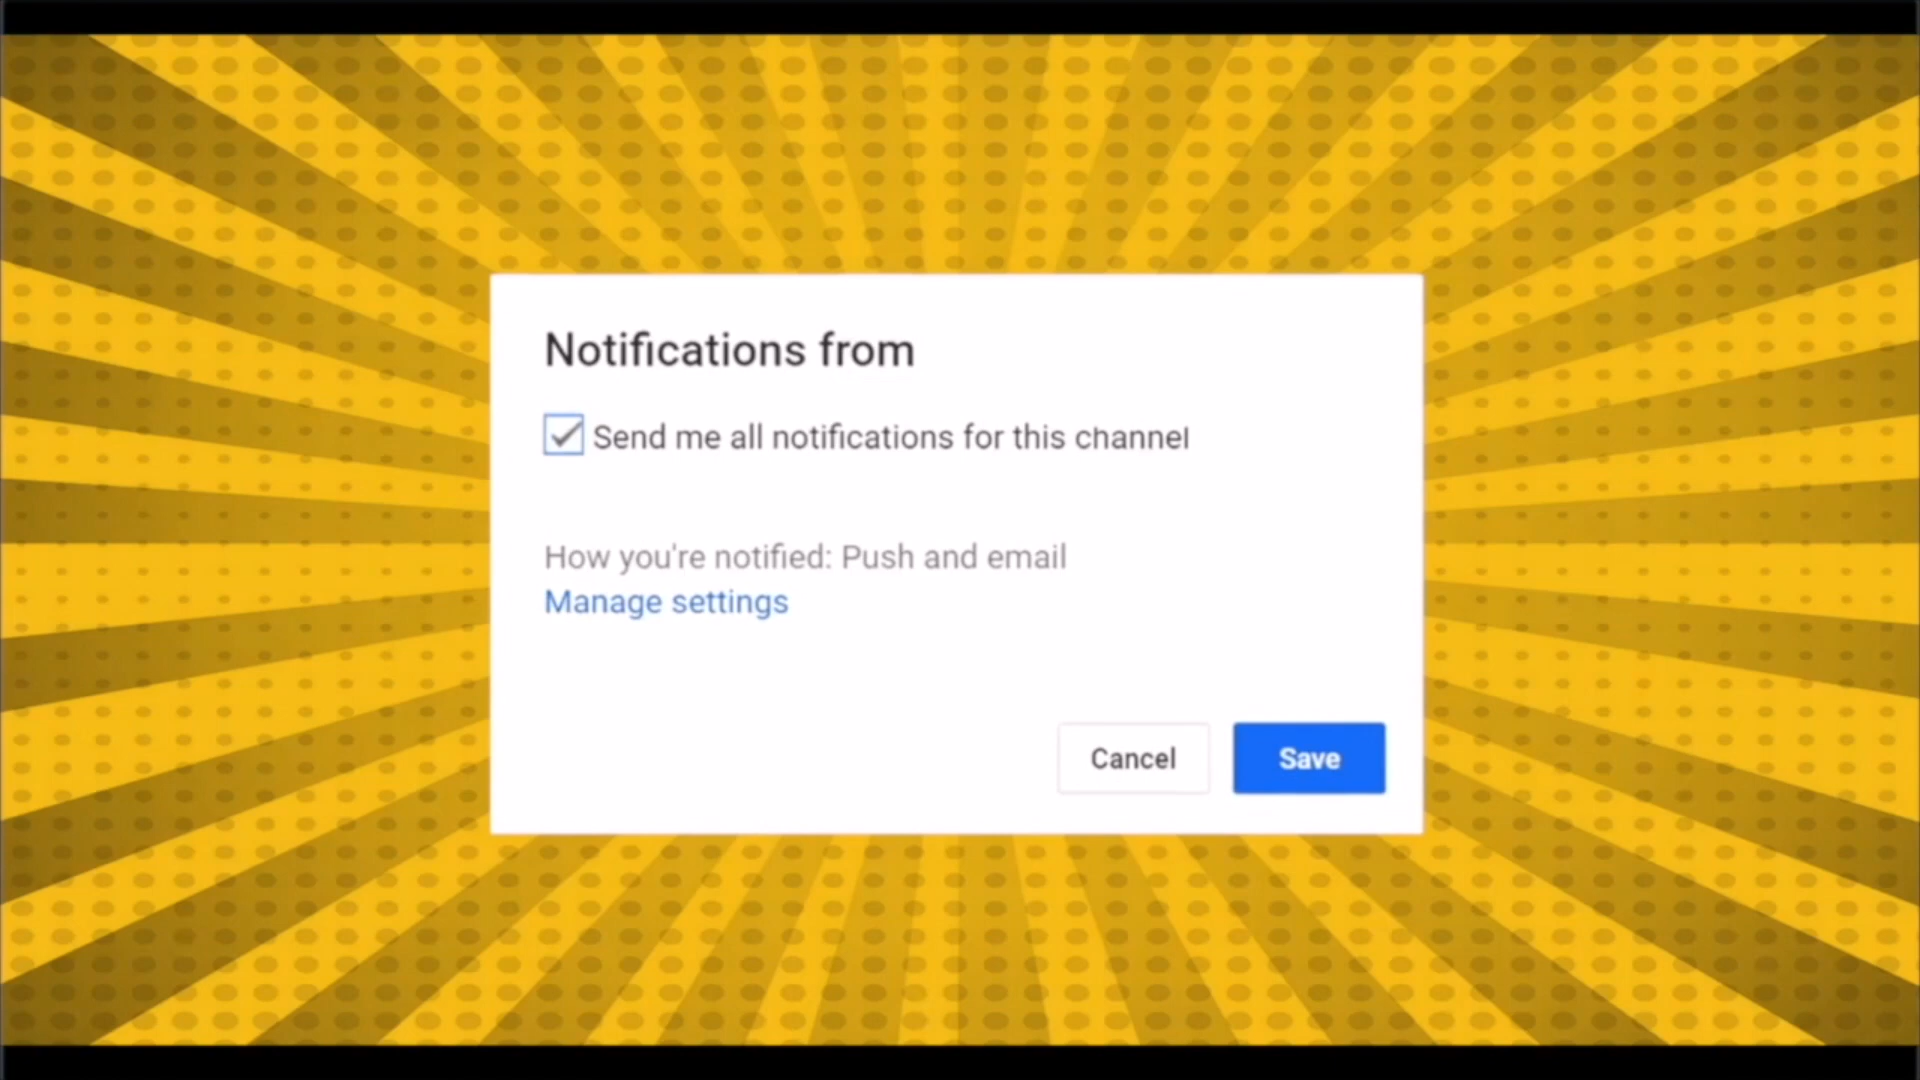 Notifications from
Send me all notifications for this channel
How you're notified: Push and email
Manage settings
Cancel
Save